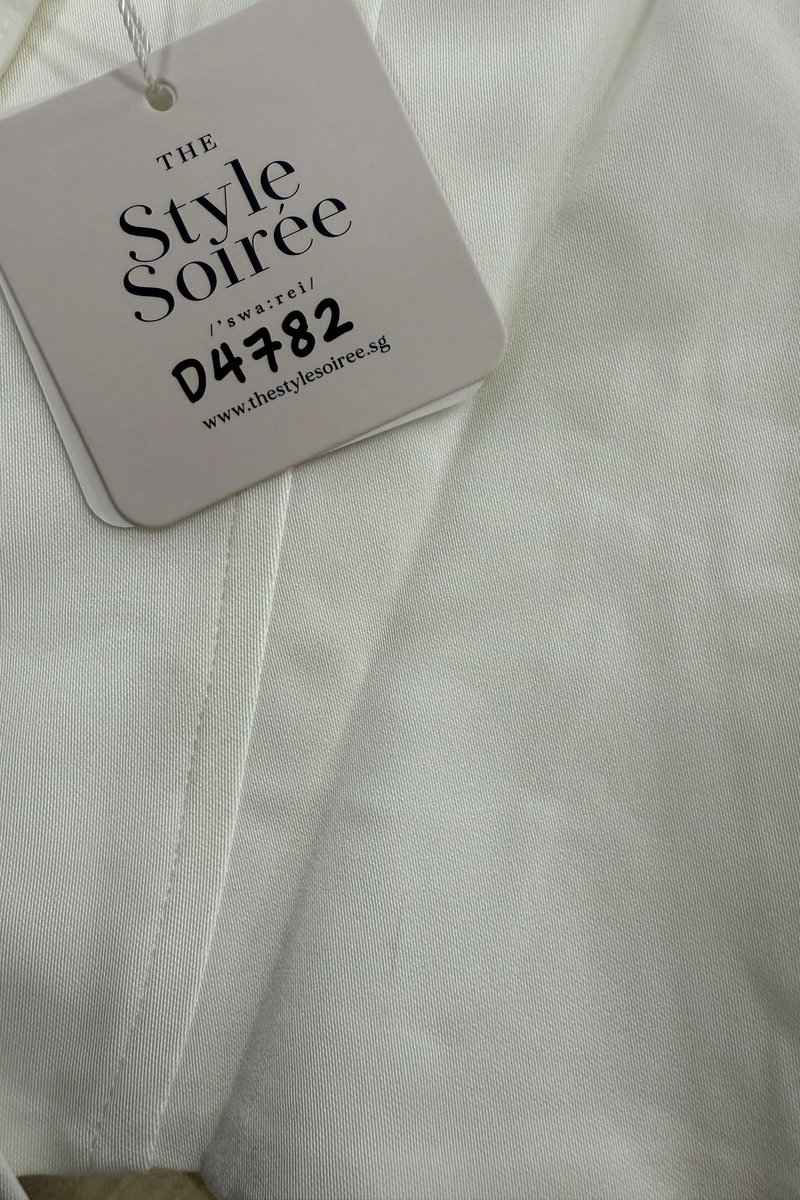 THE
Style
Soirée
/'swa:rei/
D4782
www.thestylesoiree.sg